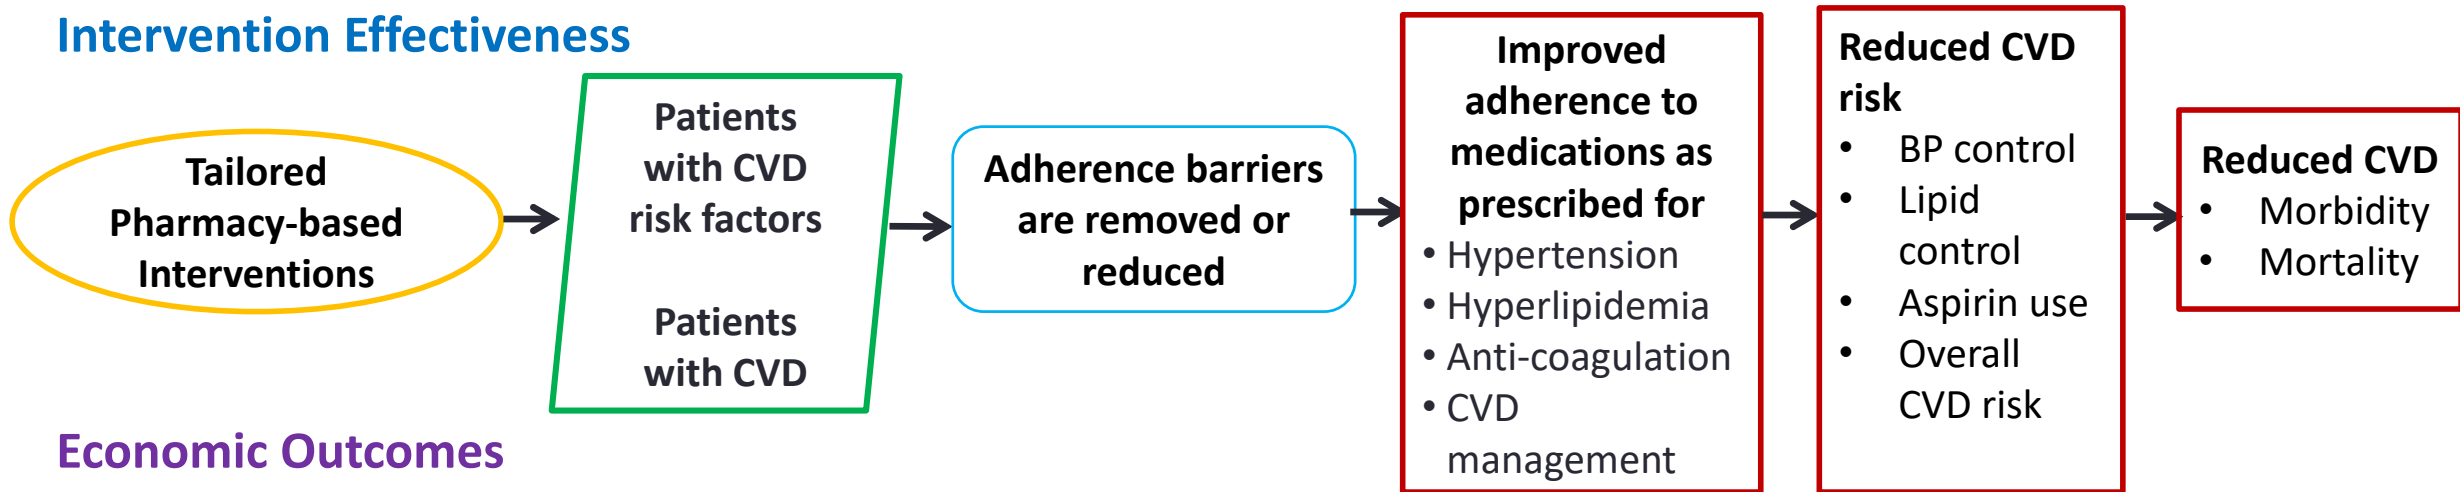 Intervention Effectiveness
Tailored
Pharmacy-based
Interventions
Patients
with CVD
risk factors
Patients
with CVD
Adherence barriers
are removed or
reduced
Improved
adherence to
medications as
prescribed for
• Hypertension
• Hyperlipidemia
• Anti-coagulation
• CVD
management
Reduced CVD
risk
• BP control
• Lipid
control
• Aspirin use
• Overall
CVD risk
Reduced CVD
• Morbidity
• Mortality
Economic Outcomes